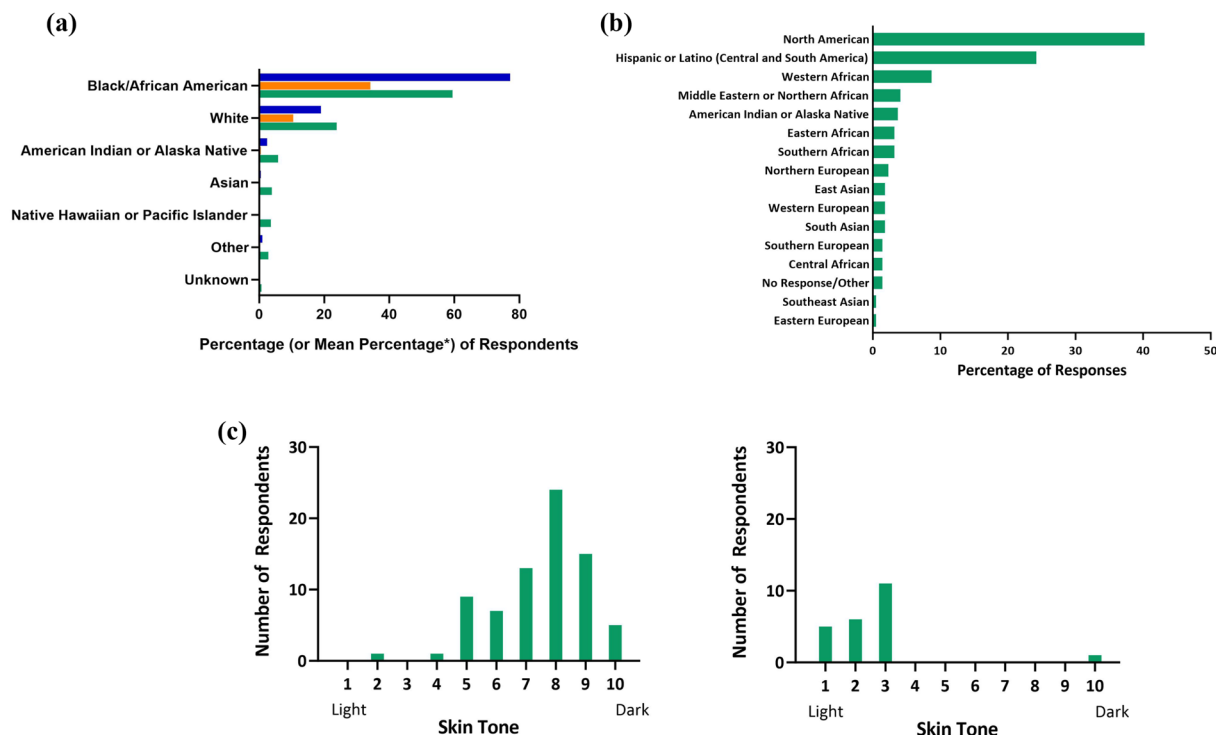 (a)
Black/African American
White
American Indian or Alaska Native
Asian
Native Hawaiian or Pacific Islander
Other
Unknown
0 20 40 60 80
Percentage (or Mean Percentage*) of Respondents
(b)
North American
Hispanic or Latino (Central and South America)
Western African
Middle Eastern or Northern African
American Indian or Alaska Native
Eastern African
Southern African
Northern European
East Asian
Western European
South Asian
Southern European
Central African
No Response/Other
Southeast Asian
Eastern European
0 10 20 30 40 50
Percentage of Responses
(c)
Number of Respondents
30
20
10
0
1 2 3 4 5 6 7 8 9 10
Light Dark
Skin Tone
Number of Respondents
30
20
10
0
1 2 3 4 5 6 7 8 9 10
Light Dark
Skin Tone